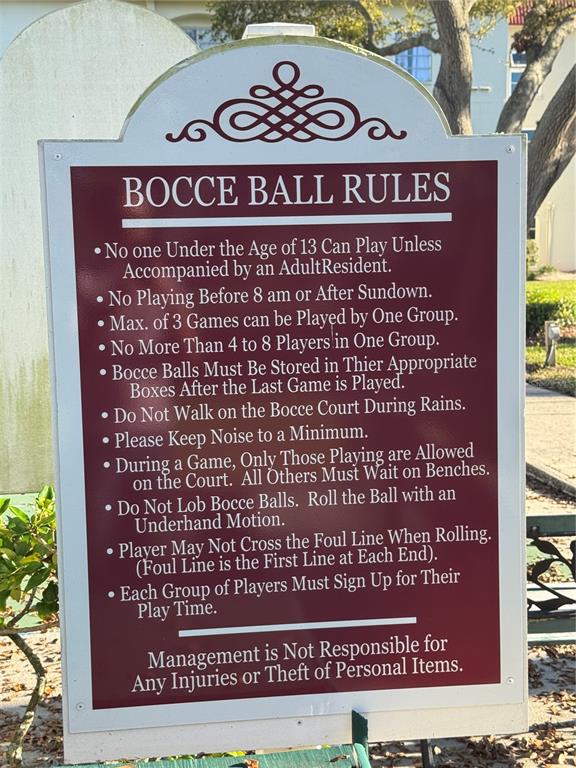 BOCCE BALL RULES
• No one Under the Age of 13 Can Play Unless
Accompanied by an AdultResident.
• No Playing Before 8 am or After Sundown.
• Max. of 3 Games can be Played by One Group.
• No More Than 4 to 8 Players in One Group.
• Bocce Balls Must Be Stored in Thier Appropriate
Boxes After the Last Game is Played.
• Do Not Walk on the Bocce Court During Rains.
• Please Keep Noise to a Minimum.
• During a Game, Only Those Playing are Allowed
on the Court. All Others Must Wait on Benches.
• Do Not Lob Bocce Balls. Roll the Ball with an
Underhand Motion.
• Player May Not Cross the Foul Line When Rolling.
(Foul Line is the First Line at Each End).
• Each Group of Players Must Sign Up for Their
Play Time.
Management is Not Responsible for
Any Injuries or Theft of Personal Items.